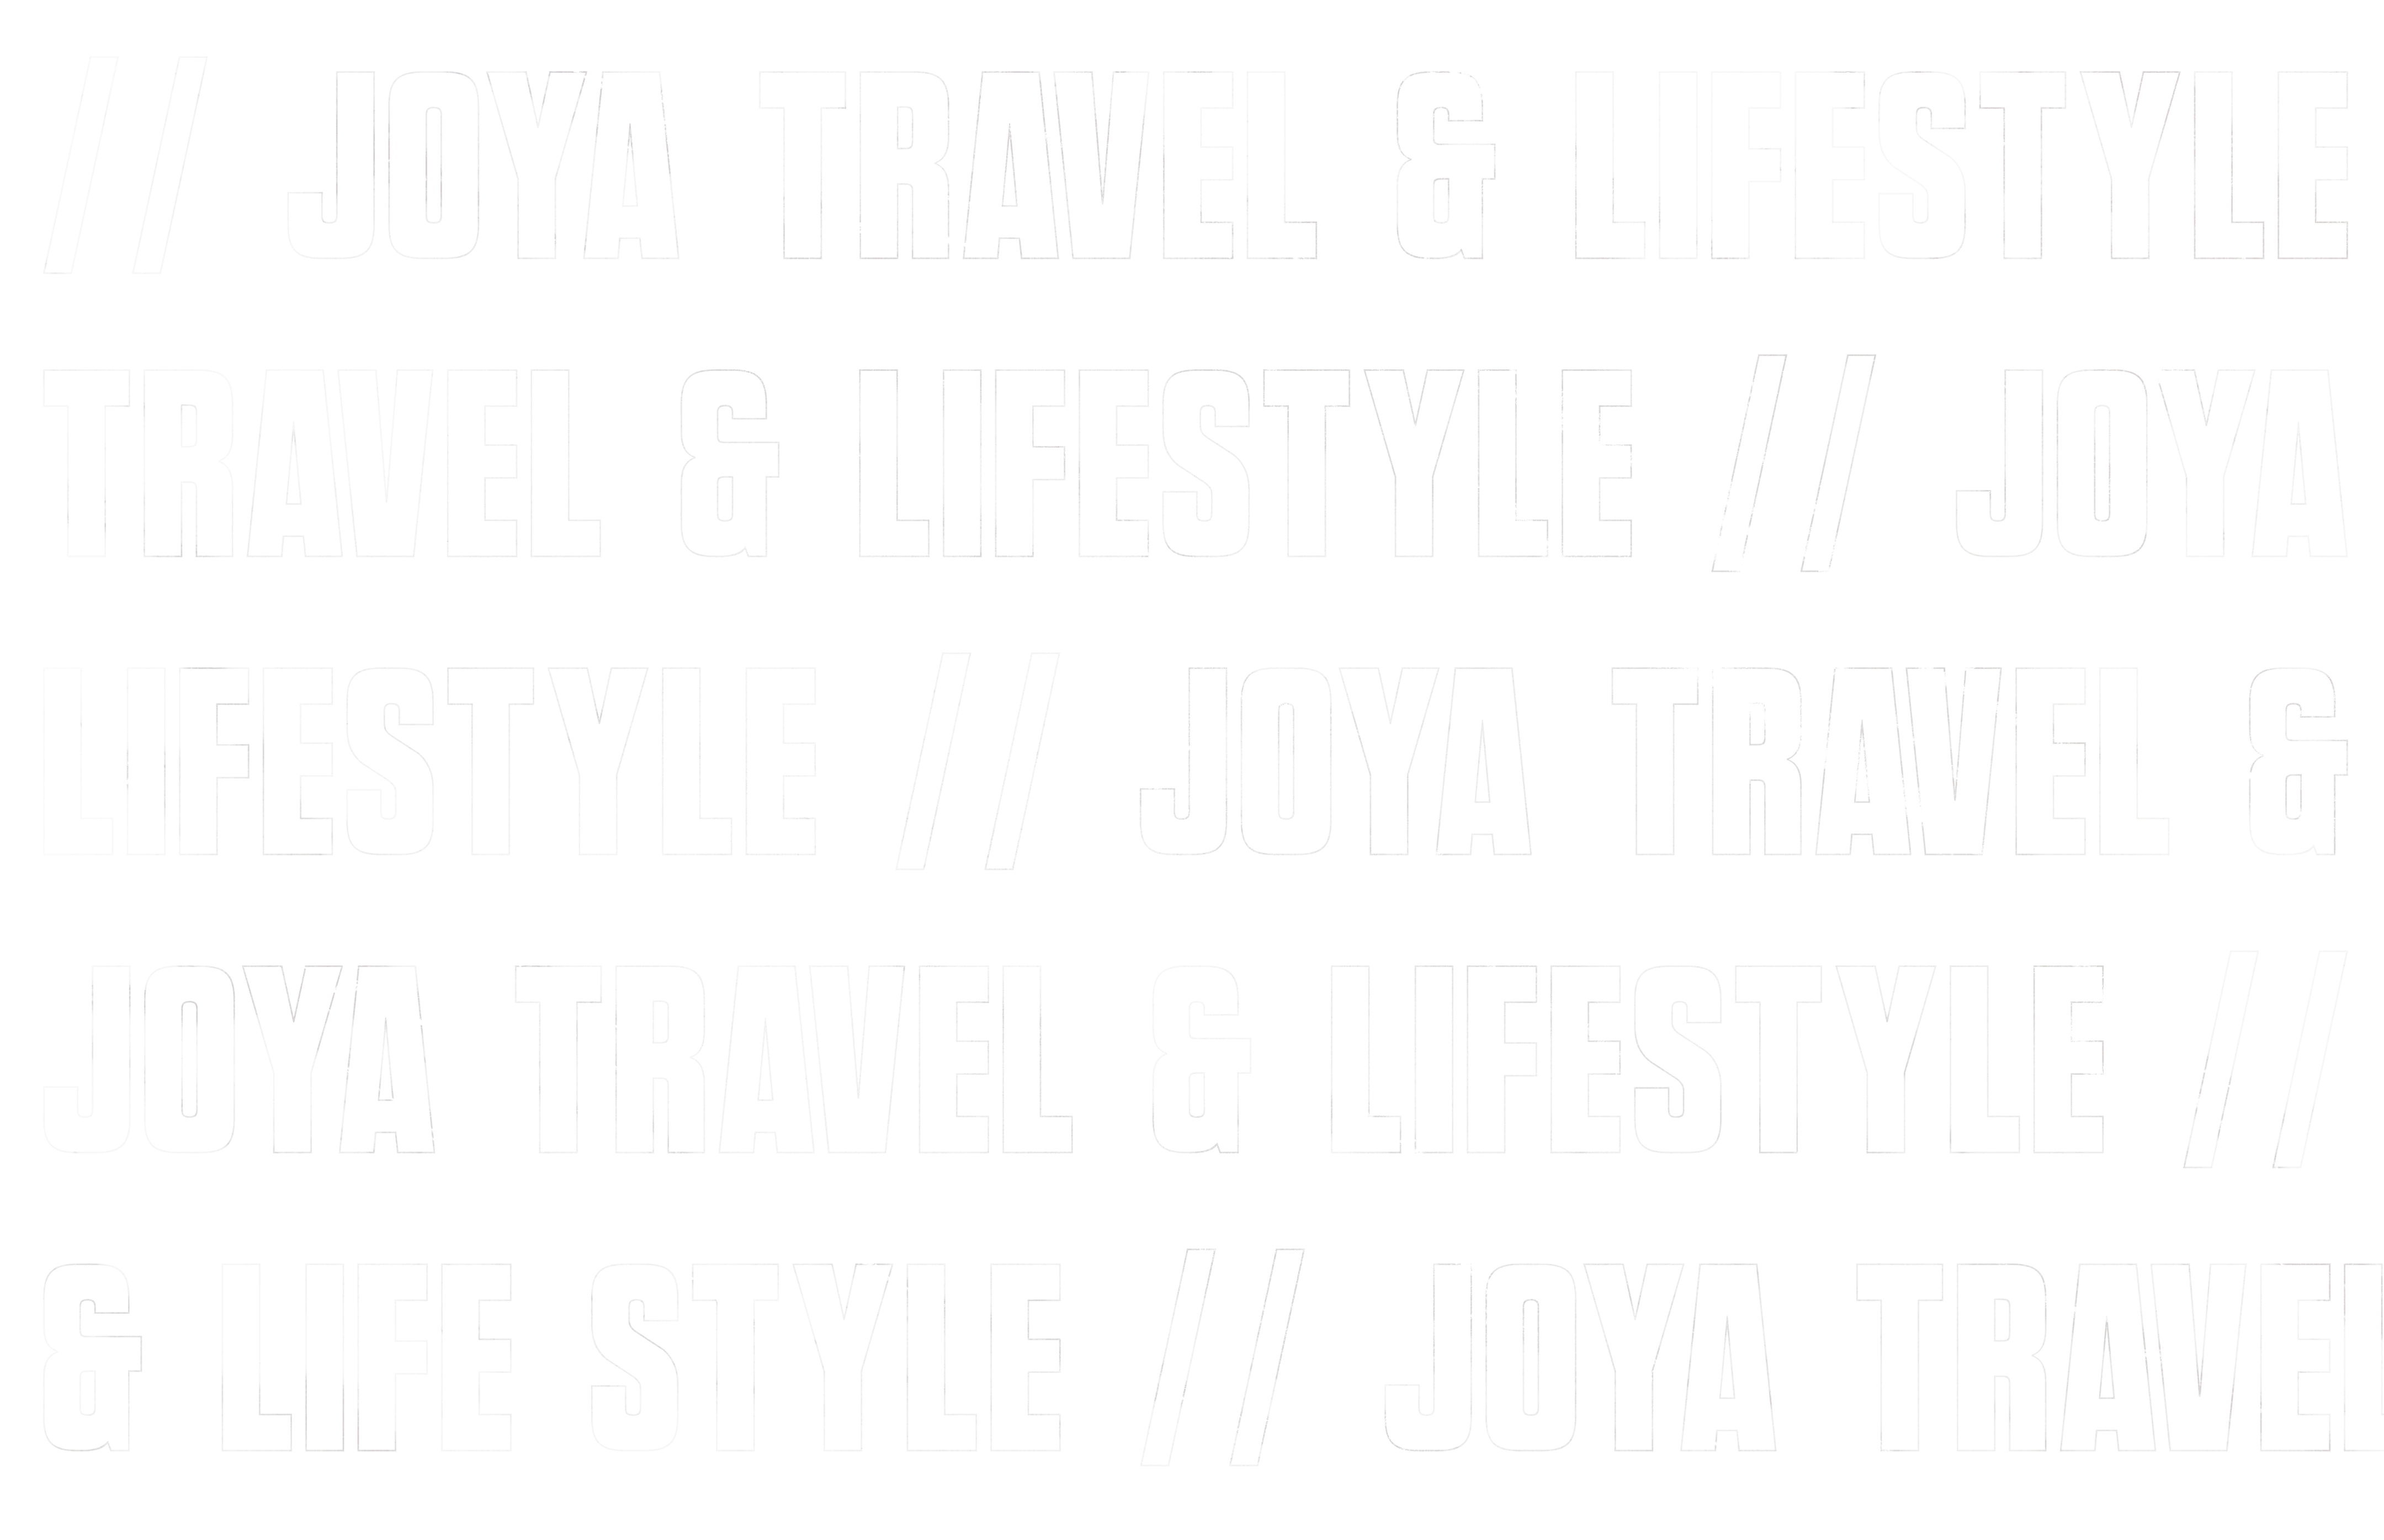 // JOYA TRAVEL & LIFESTYLE
TRAVEL & LIFESTYLE // JOYA
LIFESTYLE // JOYA TRAVEL &
JOYA TRAVEL & LIFESTYLE //
& LIFE STYLE // JOYA TRAVEL